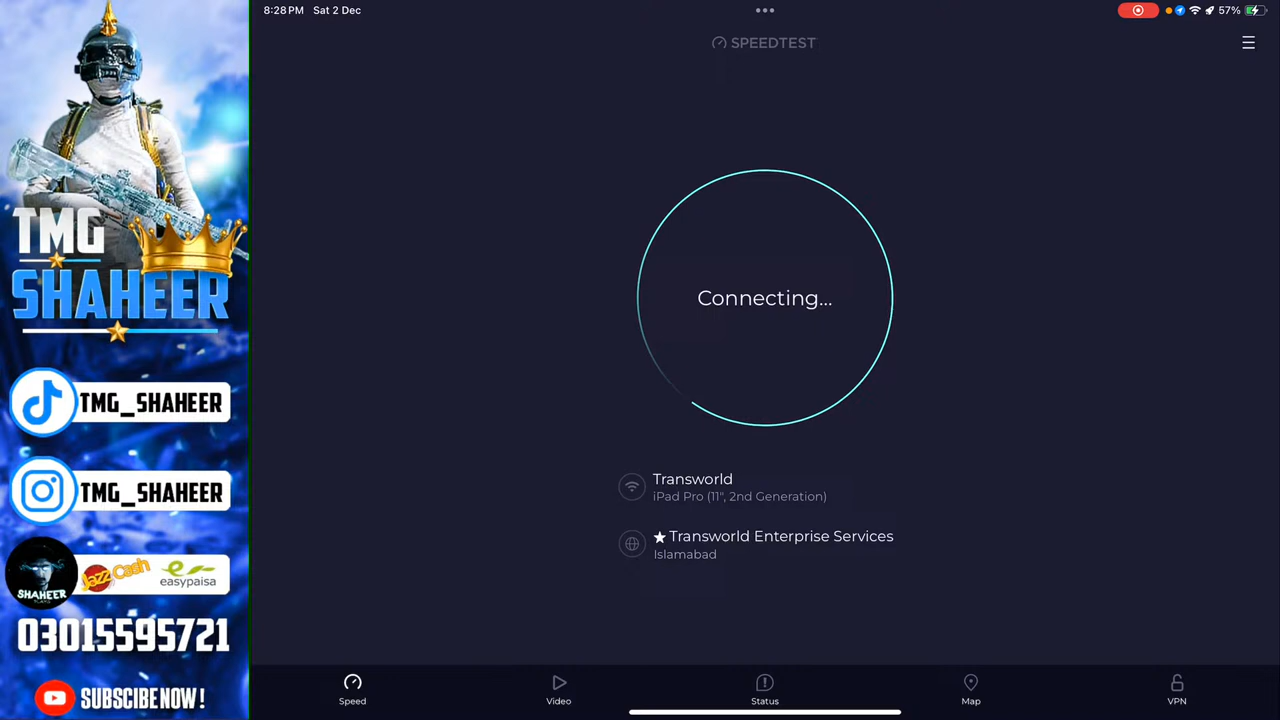 8:28 PM Sat 2 Dec
57%
SPEEDTEST
Connecting...
Transworld
iPad Pro (11", 2nd Generation)
★ Transworld Enterprise Services
Islamabad
Speed
Video
Status
Map
VPN
TMG
SHAHEER
TMG_SHAHEER
TMG_SHAHEER
SHAHEER
JazzCash
easypaisa
03015595721
SUBSCIBE NOW !